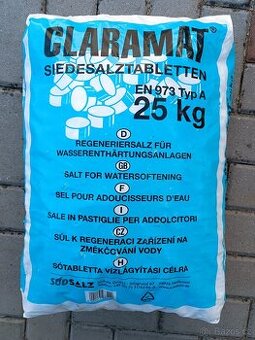 CLARAMAT®
SIEDESALZTABLETTEN
EN 973 Typ A
25 kg
D
REGENERIERSALZ FÜR
WASSERENTHÄRTUNGSANLAGEN
GB
SALT FOR WATERSOFTENING
F
SEL POUR ADOUCISSEURS D'EAU
I
SALE IN PASTIGLIE PER ADDOLCITORI
CZ
SŮL K REGENERACI ZAŘÍZENÍ NA
ZMĚKČOVÁNÍ VODY
H
SÓTABLETTA VÍZLÁGYÍTÁSI CÉLRA
SÜDSALZ